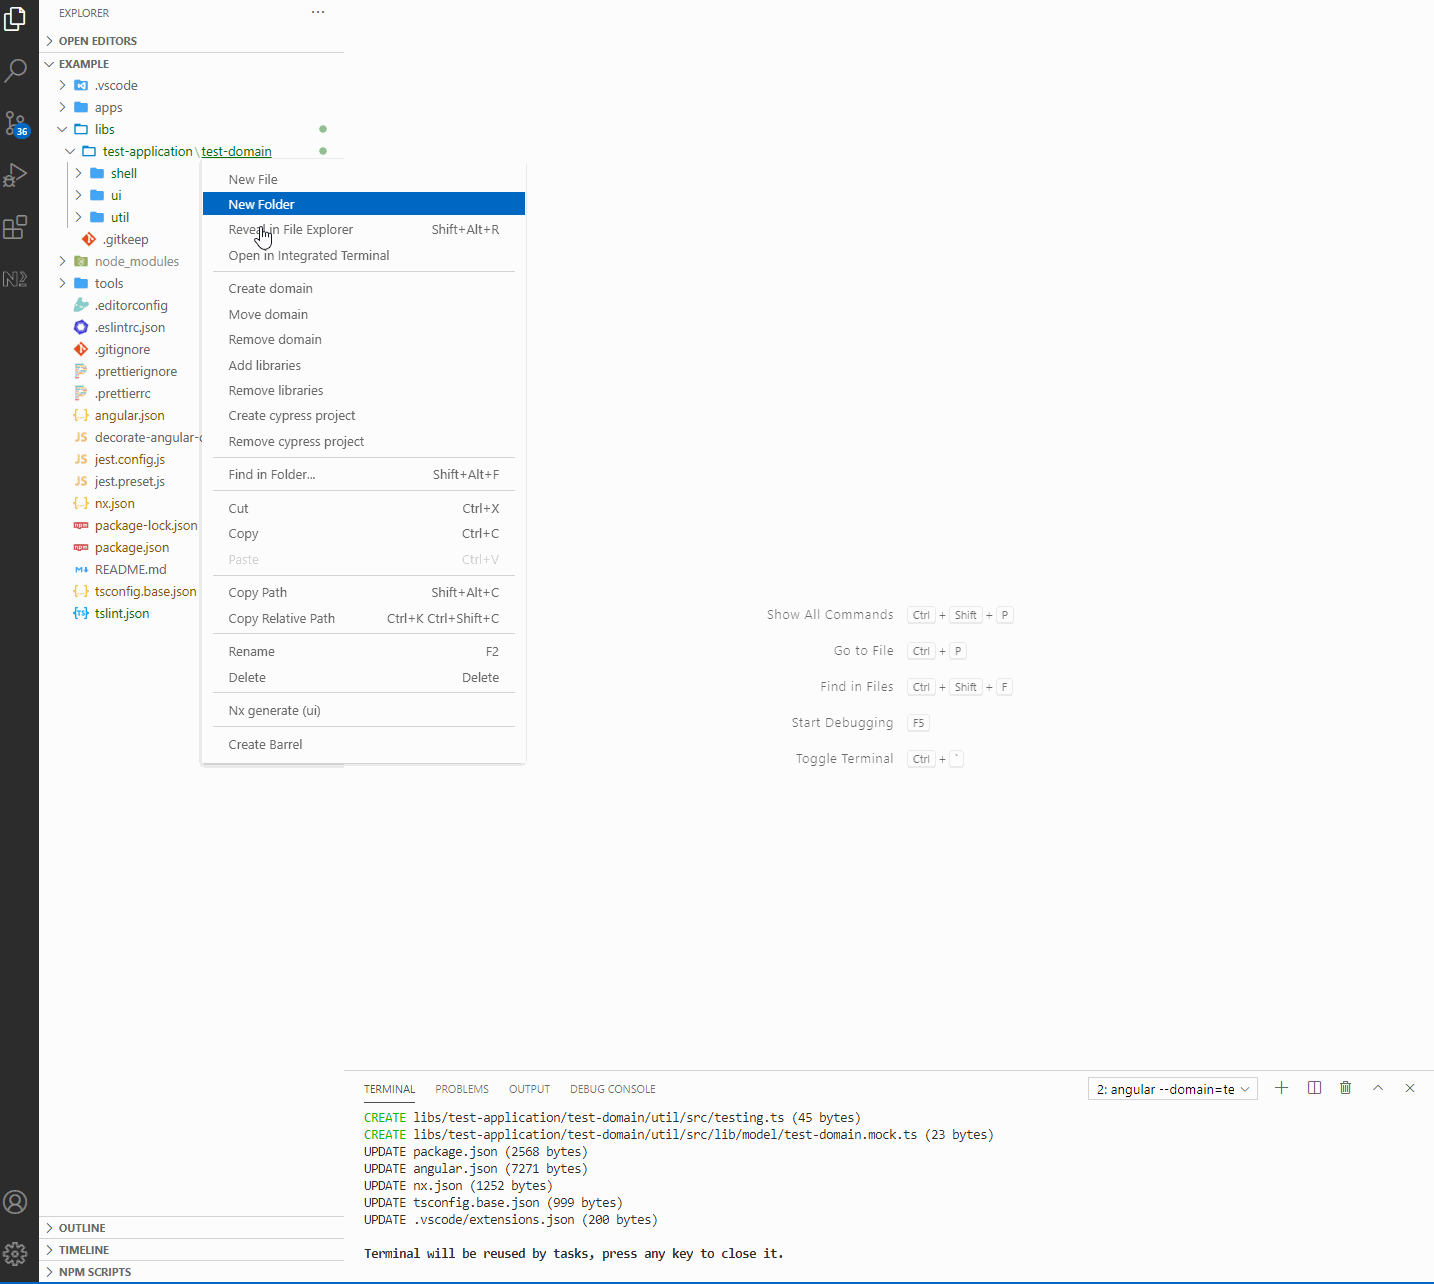 EXPLORER
OPEN EDITORS
EXAMPLE
.vscode
apps
libs
test-application\test-domain
shell
ui
util
.gitkeep
node_modules
tools
.editorconfig
.eslintrc.json
.gitignore
.prettierignore
.prettierrc
angular.json
decorate-angular-
jest.config.js
jest.preset.js
nx.json
package-lock.json
package.json
README.md
tsconfig.base.json
tslint.json
36
New File
New Folder
Reveal in File Explorer Shift+Alt+R
Open in Integrated Terminal
Create domain
Move domain
Remove domain
Add libraries
Remove libraries
Create cypress project
Remove cypress project
Find in Folder... Shift+Alt+F
Cut Ctrl+X
Copy Ctrl+C
Paste Ctrl+V
Copy Path Shift+Alt+C
Copy Relative Path Ctrl+K Ctrl+Shift+C
Rename F2
Delete Delete
Nx generate (ui)
Create Barrel
Show All Commands Ctrl + Shift + P
Go to File Ctrl + P
Find in Files Ctrl + Shift + F
Start Debugging F5
Toggle Terminal Ctrl + `
TERMINAL PROBLEMS OUTPUT DEBUG CONSOLE 2: angular --domain=te
CREATE libs/test-application/test-domain/util/src/testing.ts (45 bytes)
CREATE libs/test-application/test-domain/util/src/lib/model/test-domain.mock.ts (23 bytes)
UPDATE package.json (2568 bytes)
UPDATE angular.json (7271 bytes)
UPDATE nx.json (1252 bytes)
UPDATE tsconfig.base.json (999 bytes)
UPDATE .vscode/extensions.json (200 bytes)
Terminal will be reused by tasks, press any key to close it.
OUTLINE
TIMELINE
NPM SCRIPTS